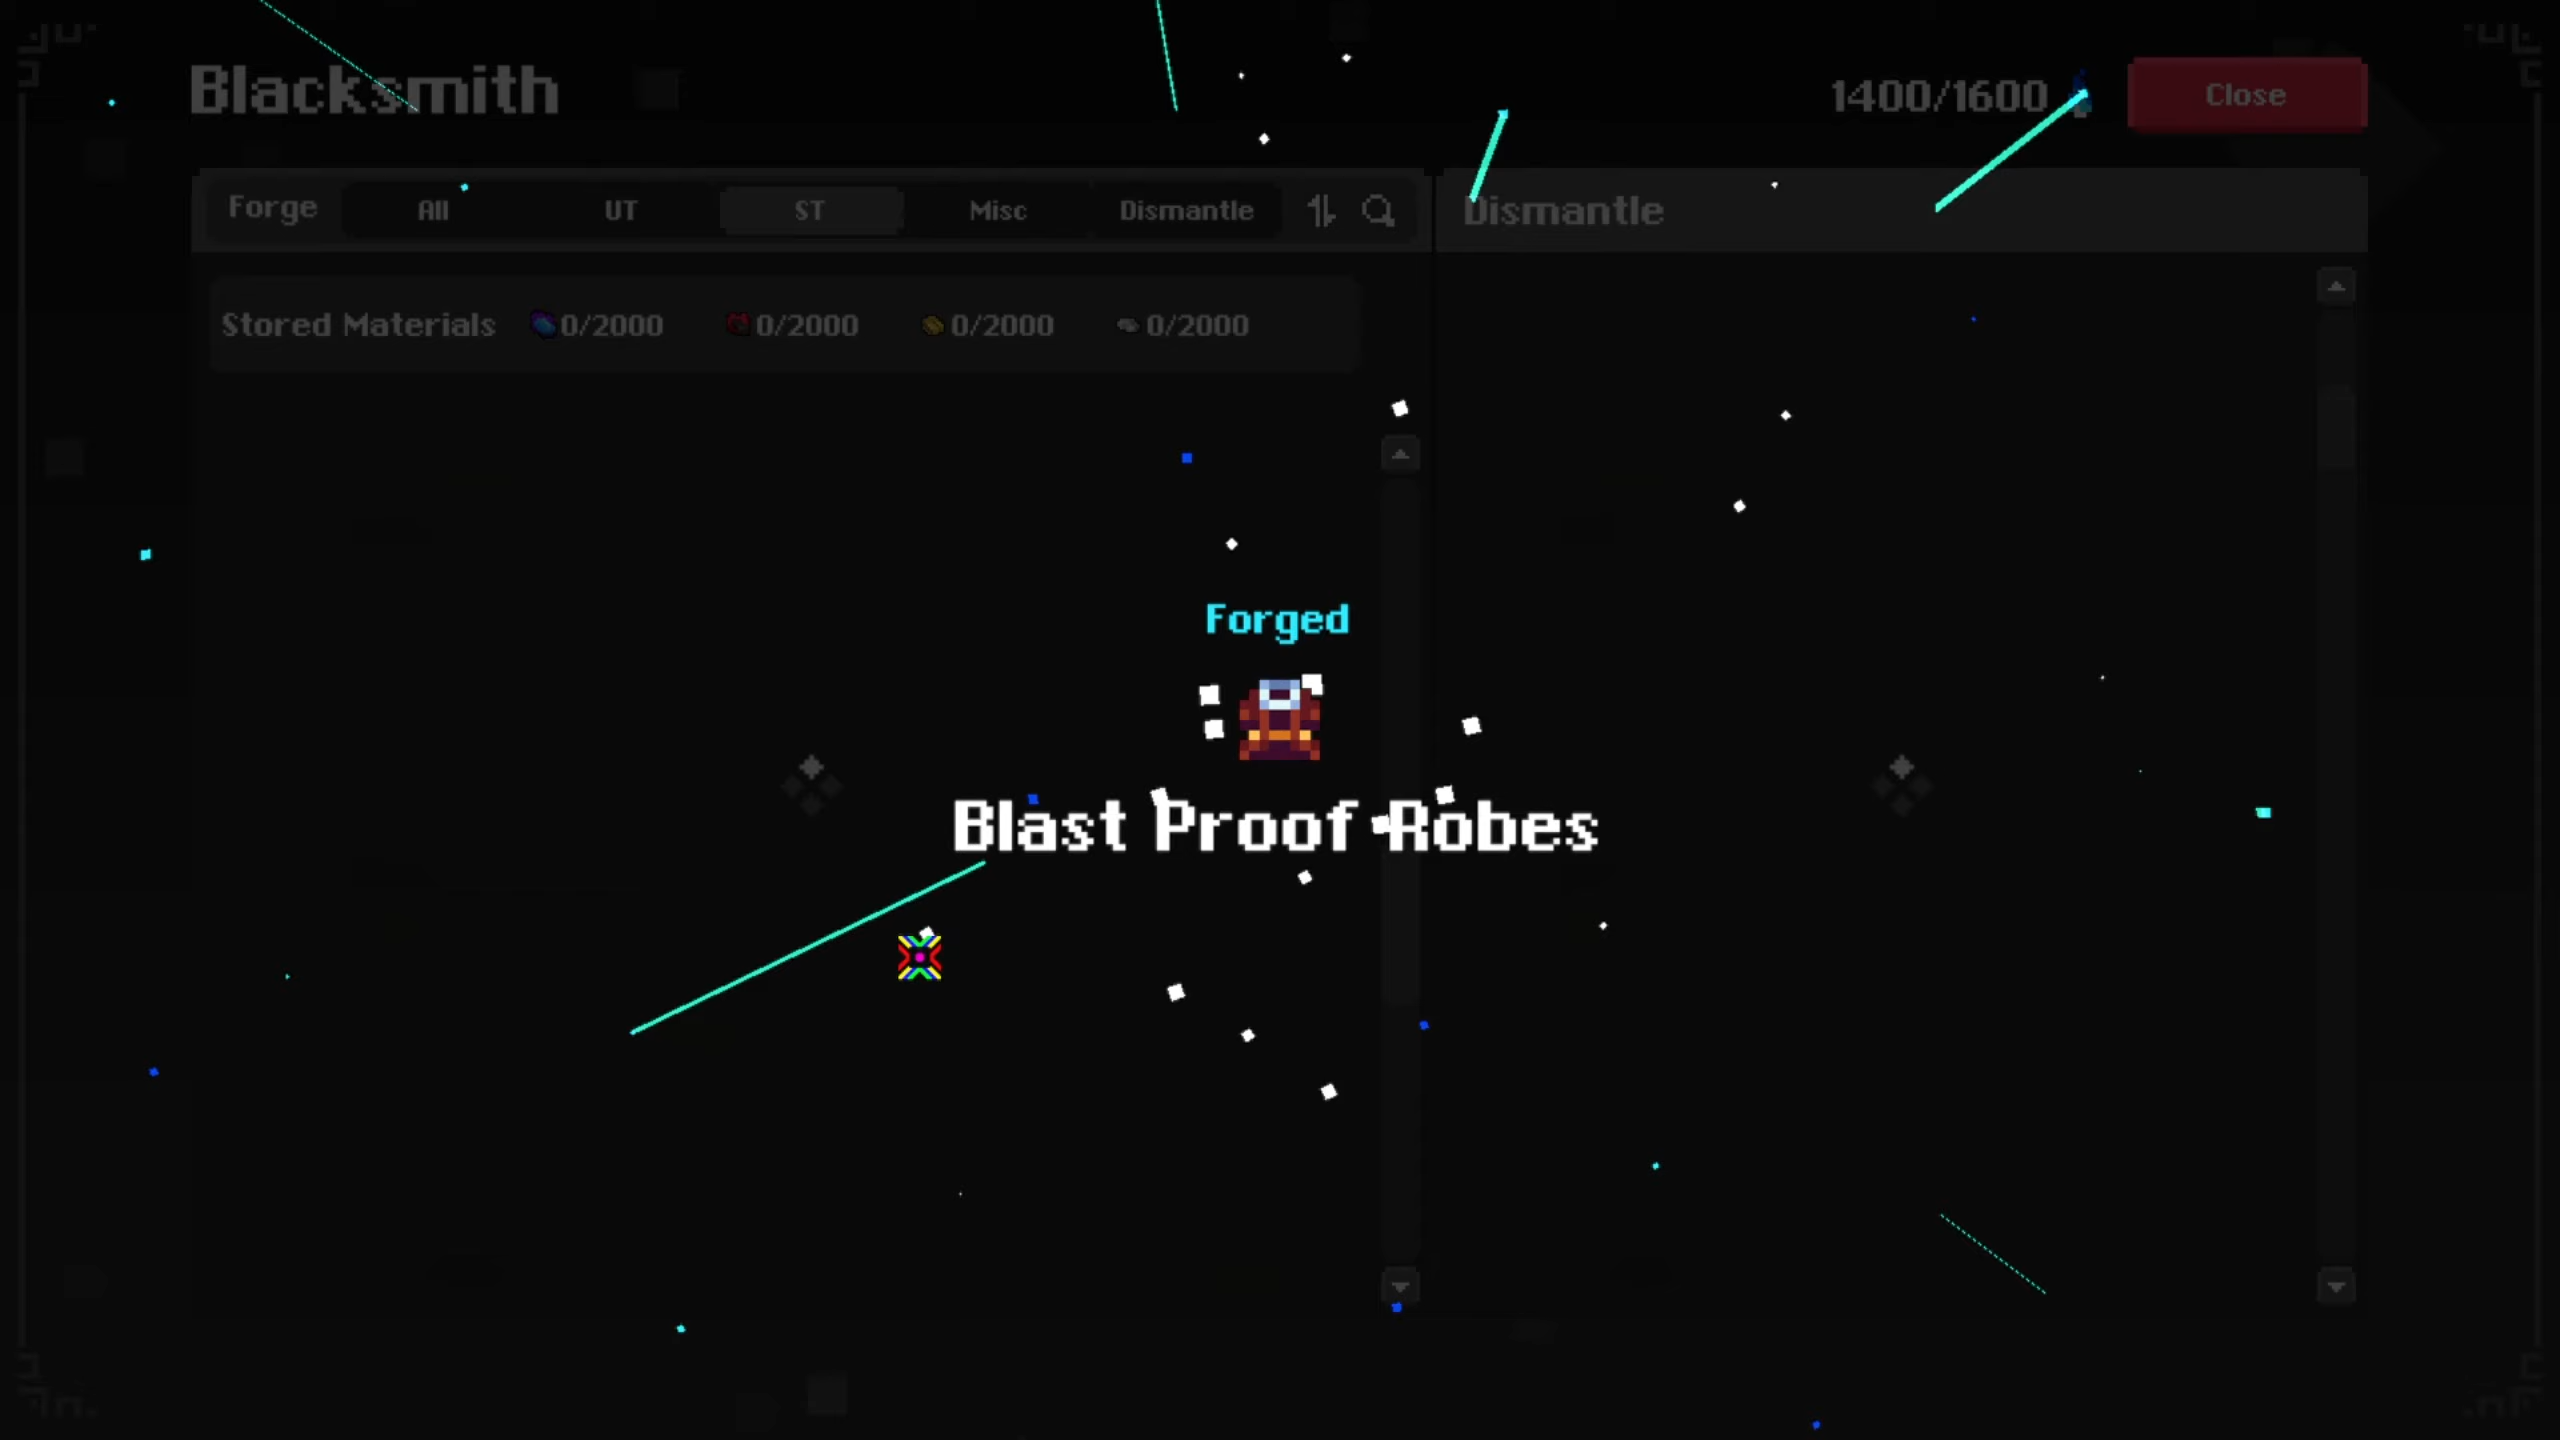 Blacksmith
1400/1600
Close
Forge
All
UT
ST
Misc
Dismantle
Dismantle
Stored Materials
0/2000
0/2000
0/2000
0/2000
Forged
Blast Proof Robes